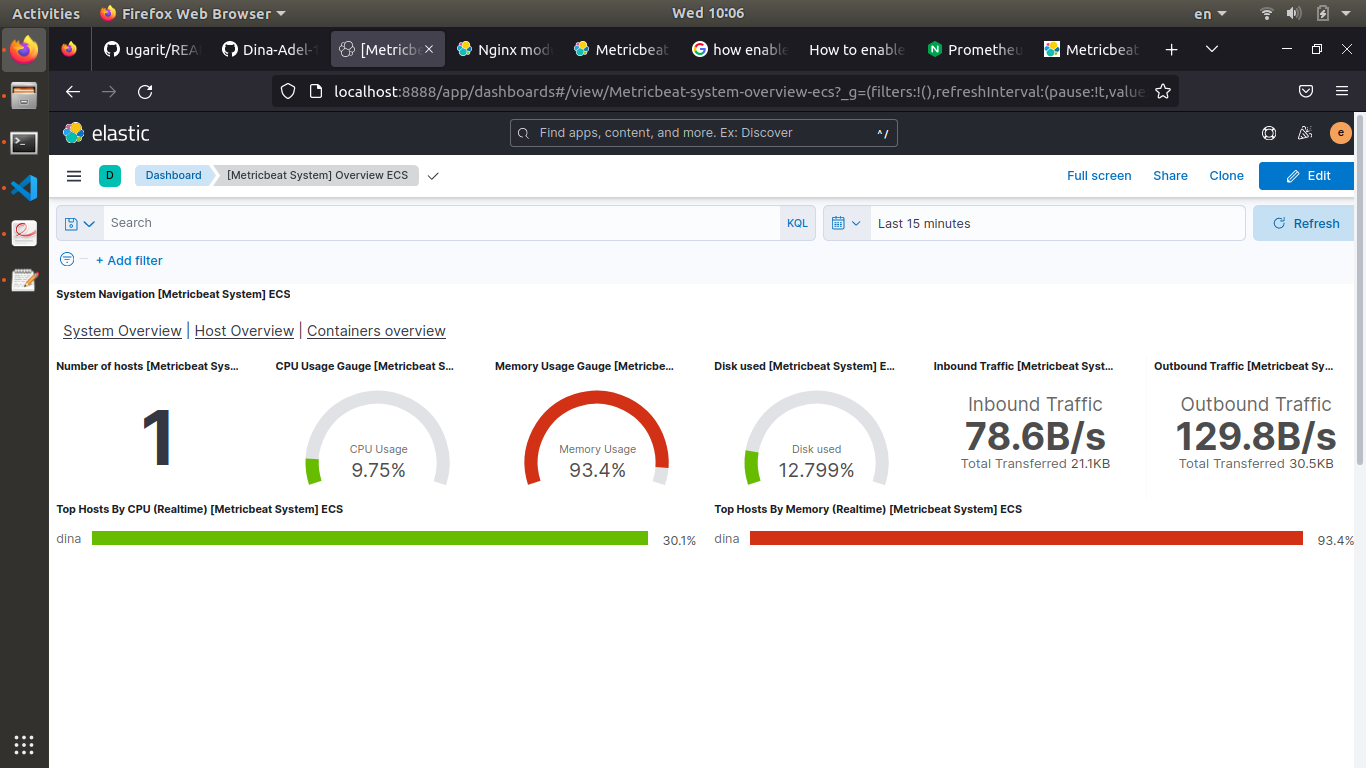 Activities Firefox Web Browser Wed 10:06 en
ugarit/REA Dina-Adel- [Metricbe Nginx mod Metricbeat how enable How to enable Prometheu Metricbeat
localhost:8888/app/dashboards#/view/Metricbeat-system-overview-ecs?_g=(filters:!(),refreshInterval:(pause:!t,value
elastic Find apps, content, and more. Ex: Discover ^/ e
D Dashboard [Metricbeat System] Overview ECS Full screen Share Clone Edit
Search KQL Last 15 minutes Refresh
+ Add filter
System Navigation [Metricbeat System] ECS
System Overview | Host Overview | Containers overview
Number of hosts [Metricbeat Sys... CPU Usage Gauge [Metricbeat S... Memory Usage Gauge [Metricbe... Disk used [Metricbeat System] E... Inbound Traffic [Metricbeat Syst... Outbound Traffic [Metricbeat Sy...
1
CPU Usage
9.75%
Memory Usage
93.4%
Disk used
12.799%
Inbound Traffic
78.6B/s
Total Transferred 21.1KB
Outbound Traffic
129.8B/s
Total Transferred 30.5KB
Top Hosts By CPU (Realtime) [Metricbeat System] ECS
dina 30.1%
Top Hosts By Memory (Realtime) [Metricbeat System] ECS
dina 93.4%